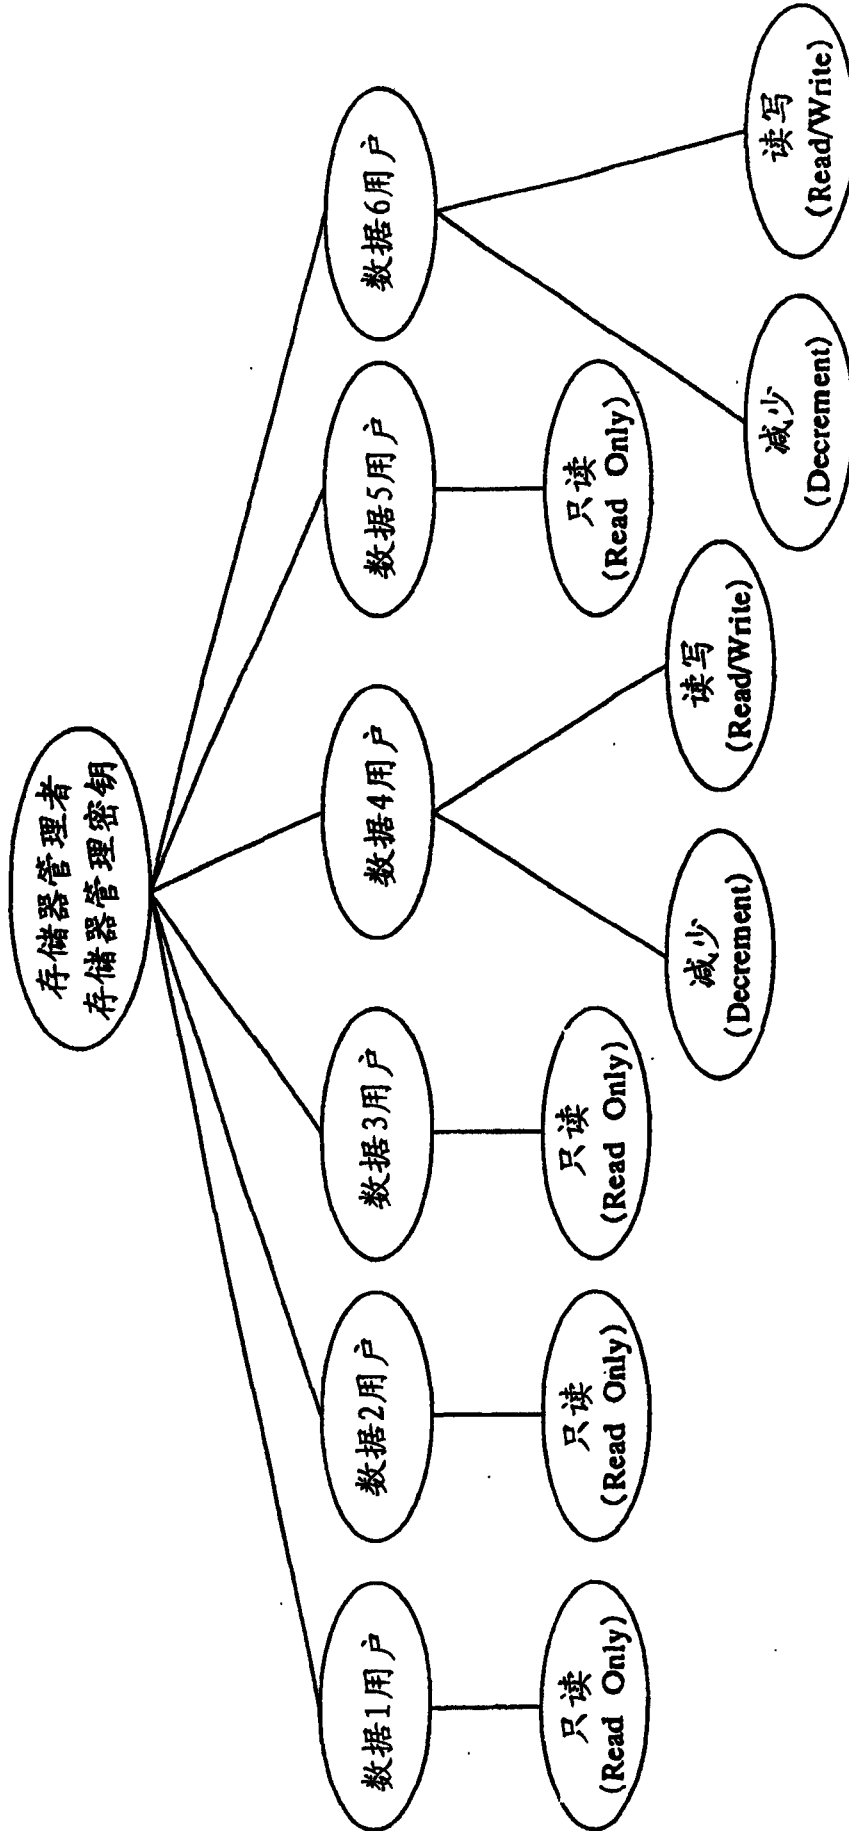 存储器管理者
存储器管理密钥
数据1用户
数据2用户
数据3用户
数据4用户
数据5用户
数据6用户
只读
(Read Only)
只读
(Read Only)
只读
(Read Only)
减少
(Decrement)
读写
(Read/Write)
只读
(Read Only)
减少
(Decrement)
读写
(Read/Write)